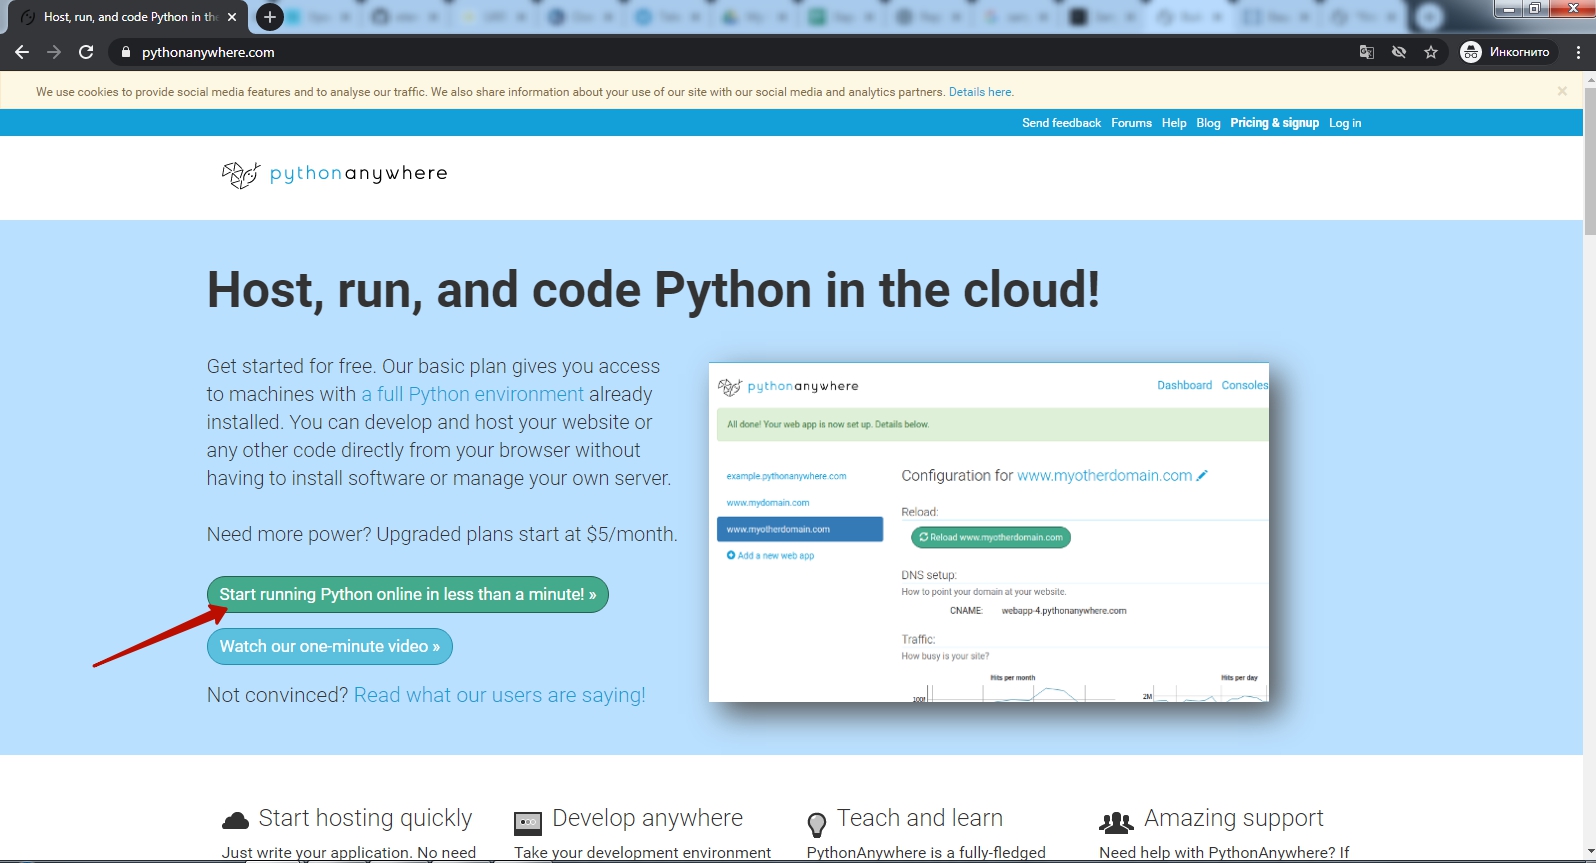 Host, run, and code Python in the
pythonanywhere.com
Инкогнито
We use cookies to provide social media features and to analyse our traffic. We also share information about your use of our site with our social media and analytics partners. Details here.
Send feedback Forums Help Blog Pricing & signup Log in
pythonanywhere
Host, run, and code Python in the cloud!
Get started for free. Our basic plan gives you access
to machines with a full Python environment already
installed. You can develop and host your website or
any other code directly from your browser without
having to install software or manage your own server.
Need more power? Upgraded plans start at $5/month.
Start running Python online in less than a minute! »
Watch our one-minute video »
Not convinced? Read what our users are saying!
pythonanywhere
Dashboard Consoles
All done! Your web app is now set up. Details below.
example.pythonanywhere.com
www.mydomain.com
www.myotherdomain.com
Add a new web app
Configuration for www.myotherdomain.com
Reload:
Reload www.myotherdomain.com
DNS setup:
How to point your domain at your website.
CNAME: webapp-4.pythonanywhere.com
Traffic:
How busy is your site?
Hits per month
Hits per day
2M
Start hosting quickly
Just write your application. No need
Develop anywhere
Take your development environment
Teach and learn
PythonAnywhere is a fully-fledged
Amazing support
Need help with PythonAnywhere? If